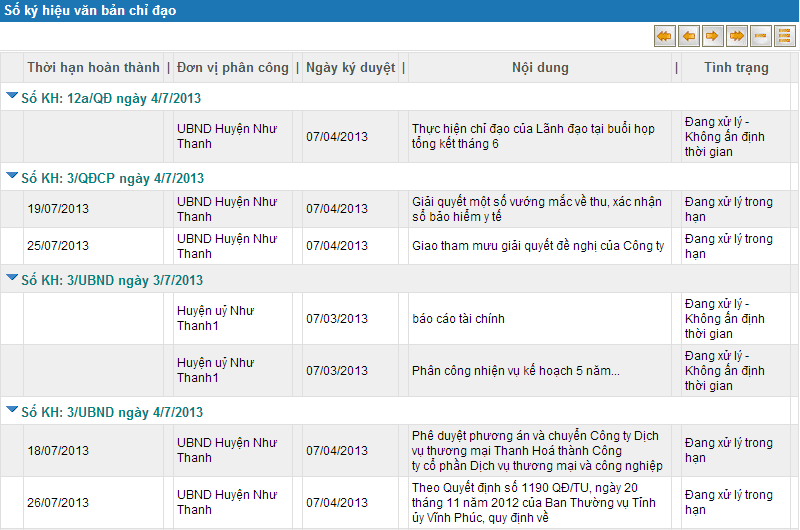 Số ký hiệu văn bản chỉ đạo
Thời hạn hoàn thành | Đơn vị phân công | Ngày ký duyệt | Nội dung | Tình trạng
Số KH: 12a/QĐ ngày 4/7/2013
UBND Huyện Như
Thanh
07/04/2013
Thực hiện chỉ đạo của Lãnh đạo tại buổi họp
tổng kết tháng 6
Đang xử lý -
Không ấn định
thời gian
Số KH: 3/QĐCP ngày 4/7/2013
19/07/2013
UBND Huyện Như
Thanh
07/04/2013
Giải quyết một số vướng mắc về thu, xác nhận
sổ bảo hiểm y tế
Đang xử lý trong
hạn
25/07/2013
UBND Huyện Như
Thanh
07/04/2013
Giao tham mưu giải quyết đề nghị của Công ty
Đang xử lý trong
hạn
Số KH: 3/UBND ngày 3/7/2013
Huyện uỷ Như
Thanh1
07/03/2013
báo cáo tài chính
Đang xử lý -
Không ấn định
thời gian
Huyện uỷ Như
Thanh1
07/03/2013
Phân công nhiện vụ kế hoạch 5 năm...
Đang xử lý -
Không ấn định
thời gian
Số KH: 3/UBND ngày 4/7/2013
18/07/2013
UBND Huyện Như
Thanh
07/04/2013
Phê duyệt phương án và chuyển Công ty Dịch
vụ thương mại Thanh Hoá thành Công
ty cổ phần Dịch vụ thương mại và công nghiệp
Đang xử lý trong
hạn
26/07/2013
UBND Huyện Như
Thanh
07/04/2013
Theo Quyết định số 1190 QĐ/TU, ngày 20
tháng 11 năm 2012 của Ban Thường vụ Tỉnh
ủy Vĩnh Phúc, quy định về
Đang xử lý trong
hạn